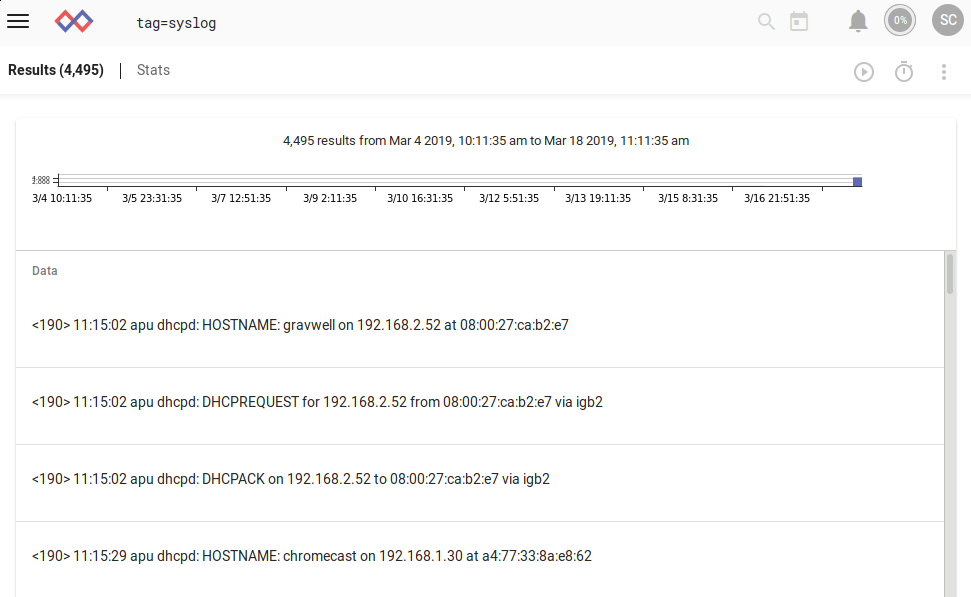 tag=syslog
0%
SC
Results (4,495)
Stats
4,495 results from Mar 4 2019, 10:11:35 am to Mar 18 2019, 11:11:35 am
3/4 10:11:35 3/5 23:31:35 3/7 12:51:35 3/9 2:11:35 3/10 16:31:35 3/12 5:51:35 3/13 19:11:35 3/15 8:31:35 3/16 21:51:35
Data
<190> 11:15:02 apu dhcpd: HOSTNAME: gravwell on 192.168.2.52 at 08:00:27:ca:b2:e7
<190> 11:15:02 apu dhcpd: DHCPREQUEST for 192.168.2.52 from 08:00:27:ca:b2:e7 via igb2
<190> 11:15:02 apu dhcpd: DHCPACK on 192.168.2.52 to 08:00:27:ca:b2:e7 via igb2
<190> 11:15:29 apu dhcpd: HOSTNAME: chromecast on 192.168.1.30 at a4:77:33:8a:e8:62